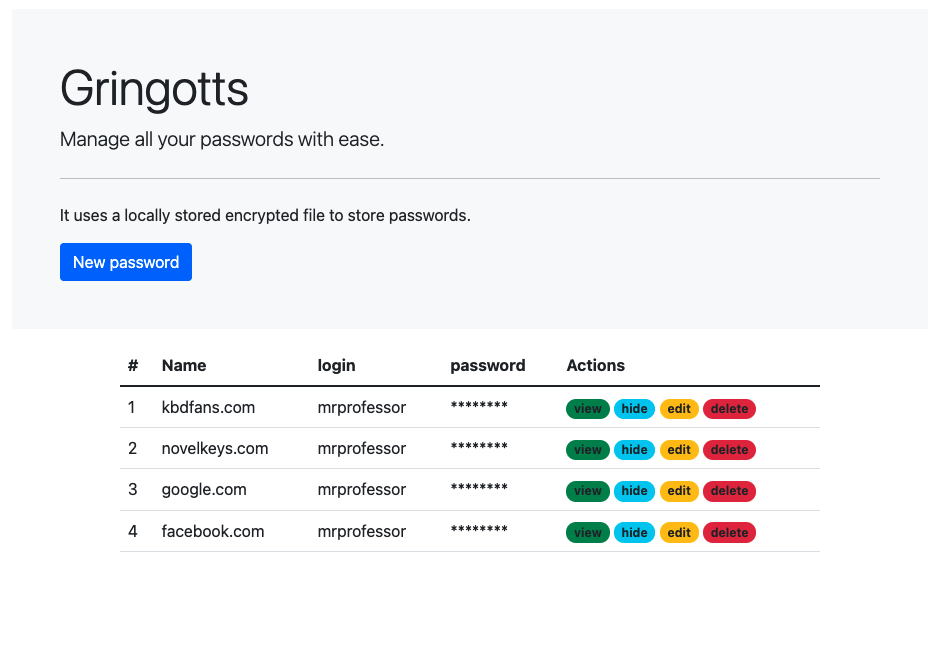 Gringotts
Manage all your passwords with ease.
It uses a locally stored encrypted file to store passwords.
New password
# Name login password Actions
1 kbdfans.com mrprofessor ******** view hide edit delete
2 novelkeys.com mrprofessor ******** view hide edit delete
3 google.com mrprofessor ******** view hide edit delete
4 facebook.com mrprofessor ******** view hide edit delete